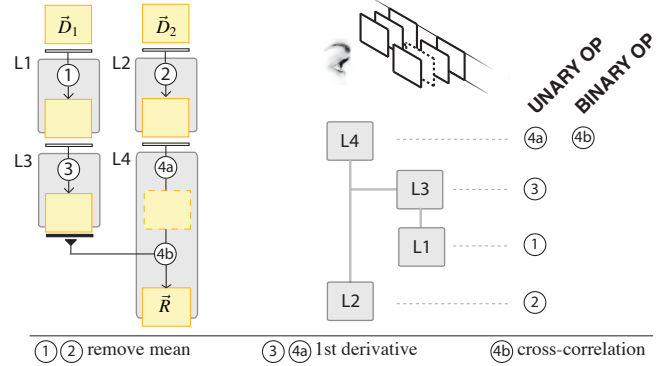 D⃗₁
D⃗₂
L1
1
L2
2
L3
3
L4
4a
4b
R⃗
UNARY OP
BINARY OP
L4
4a
4b
L3
3
L1
1
L2
2
1 2 remove mean
3 4a 1st derivative
4b cross-correlation